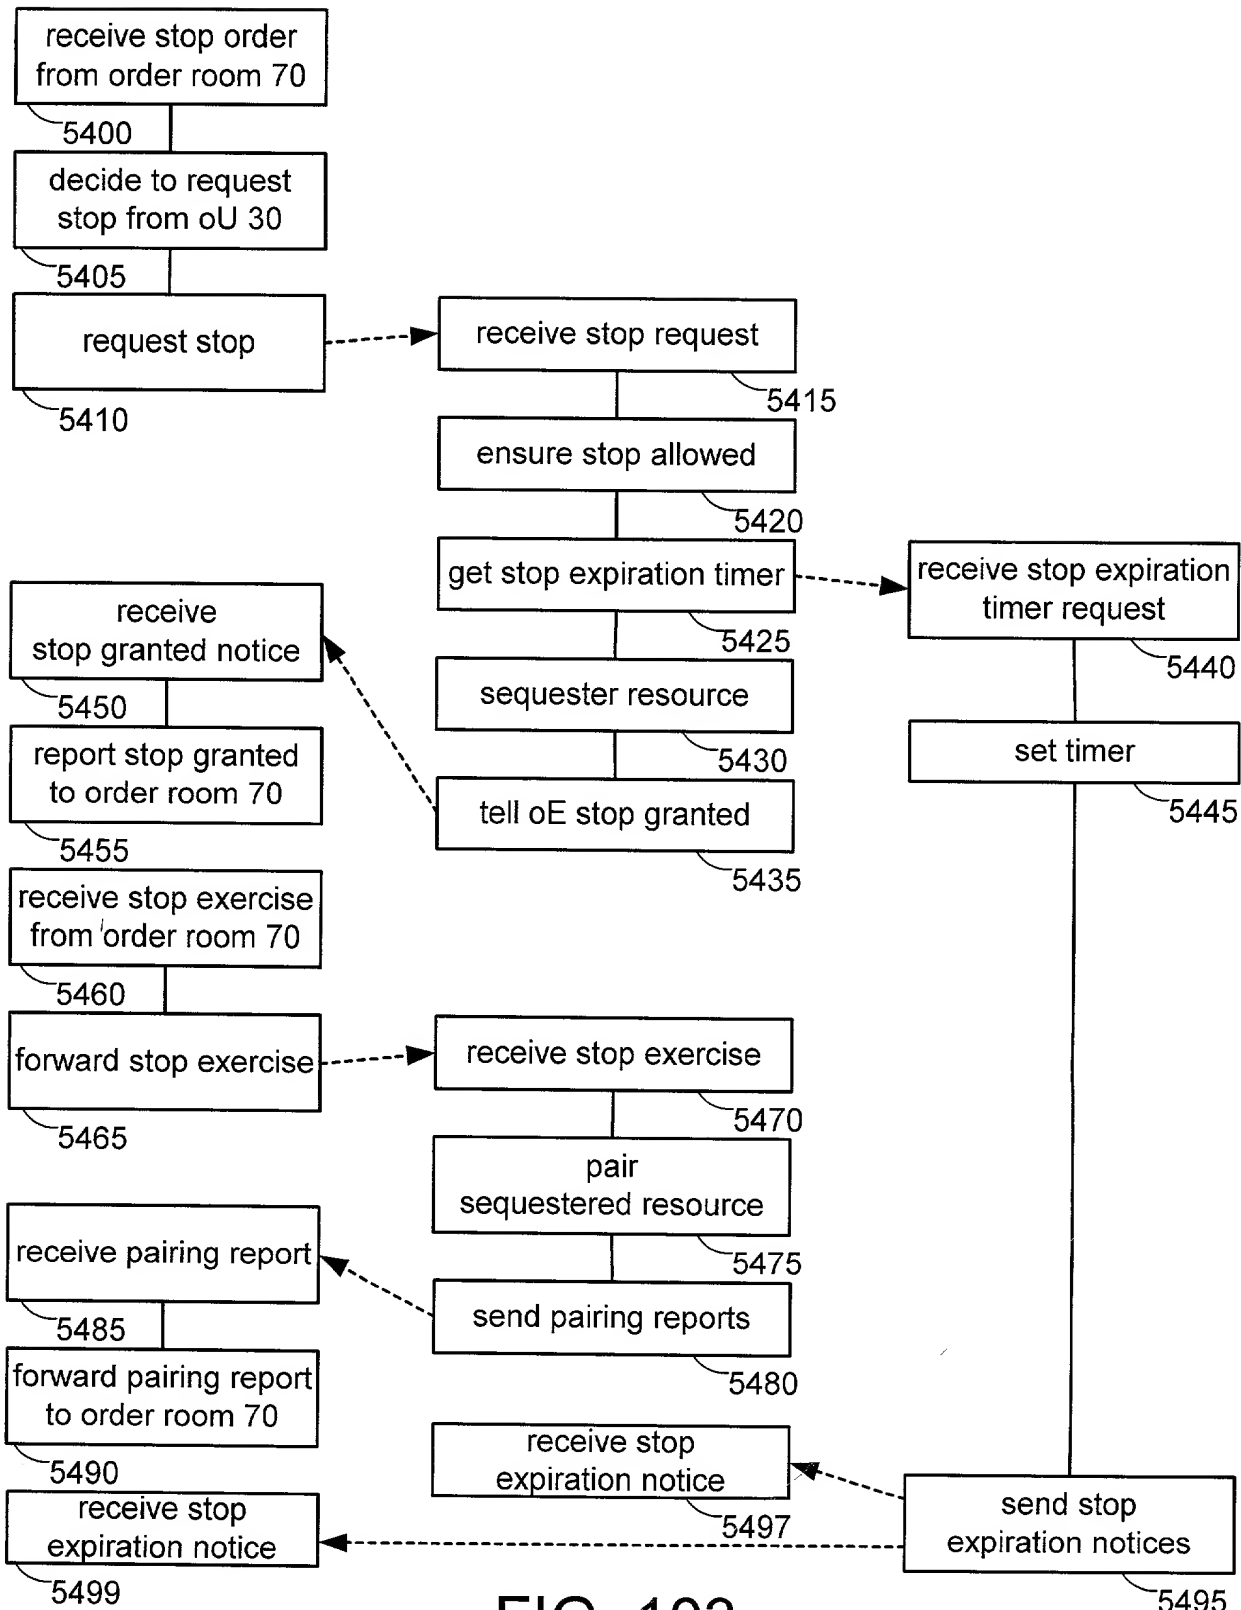 receive stop order
from order room 70
5400
decide to request
stop from oU 30
5405
request stop
5410
receive stop request
5415
ensure stop allowed
5420
get stop expiration timer
5425
receive stop expiration
timer request
5440
sequester resource
5430
set timer
5445
tell oE stop granted
5435
receive
stop granted notice
5450
report stop granted
to order room 70
5455
receive stop exercise
from order room 70
5460
forward stop exercise
5465
receive stop exercise
5470
pair
sequestered resource
5475
send pairing reports
5480
receive pairing report
5485
forward pairing report
to order room 70
5490
receive stop
expiration notice
5497
send stop
expiration notices
5495
receive stop
expiration notice
5499